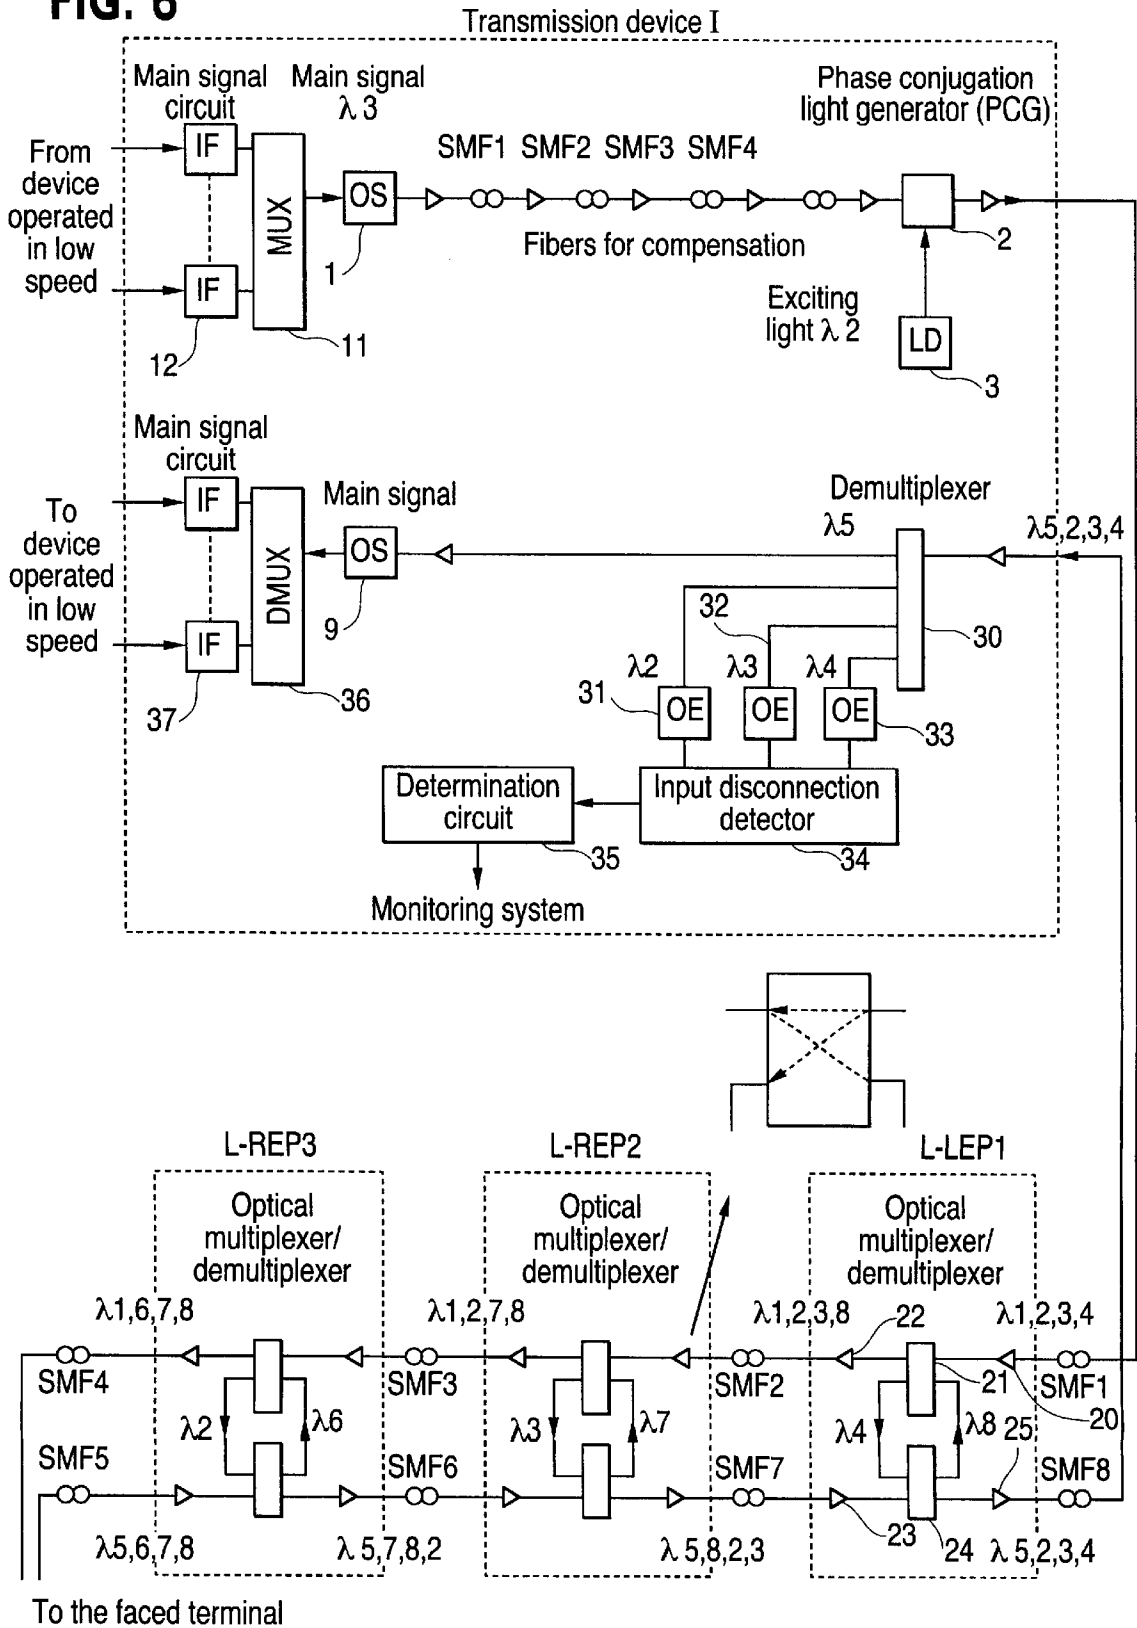 FIG. 6
Transmission device I
Main signal
circuit
Main signal
λ 3
Phase conjugation
light generator (PCG)
From
device
operated
in low
speed
IF
IF
MUX
OS
SMF1 SMF2 SMF3 SMF4
Fibers for compensation
1
2
Exciting
light λ 2
LD
3
12
11
Main signal
circuit
To
device
operated
in low
speed
IF
IF
DMUX
Main signal
OS
9
λ5
Demultiplexer
λ5,2,3,4
30
32
31
λ2
λ3
λ4
OE
OE
OE
33
37
36
Determination
circuit
Input disconnection
detector
35
34
Monitoring system
L-REP3
L-REP2
L-LEP1
Optical
multiplexer/
demultiplexer
Optical
multiplexer/
demultiplexer
Optical
multiplexer/
demultiplexer
λ1,6,7,8
λ1,2,7,8
λ1,2,3,8
22
λ1,2,3,4
SMF4
SMF3
SMF2
21
SMF1
20
λ2
λ6
λ3
λ7
λ4
λ8
25
SMF5
SMF6
SMF7
SMF8
23
24
λ5,6,7,8
λ 5,7,8,2
λ 5,8,2,3
λ 5,2,3,4
To the faced terminal